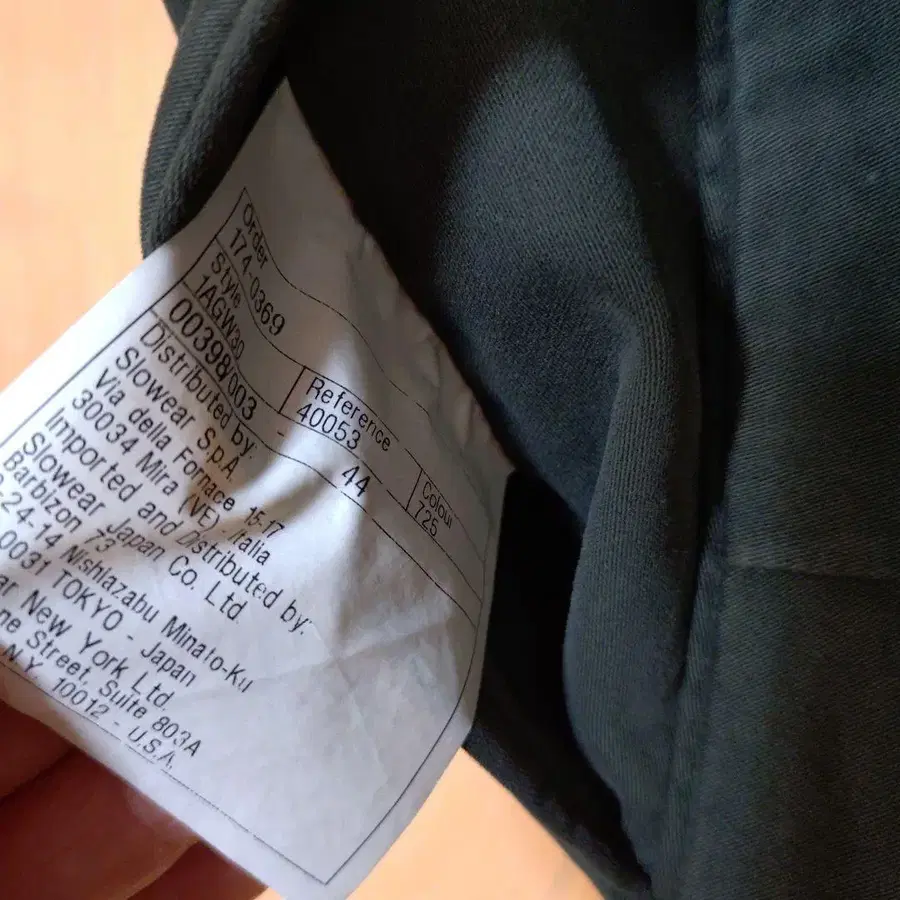 Order
174-0369
Style
1AGW30
Reference
40053
Colour
725
00398-003
44
Distributed by:
Slowear S.p.A.
Via della Fornace 15-17
30034 Mira (VE) Italia
Imported and Distributed by:
Slowear Japan Co. Ltd
Barbizon 73
-24-14 Nishiazabu Minato-Ku
0031 TOKYO - Japan
New York Ltd.
Street, Suite 803A
N.Y. 10012 - U.S.A.